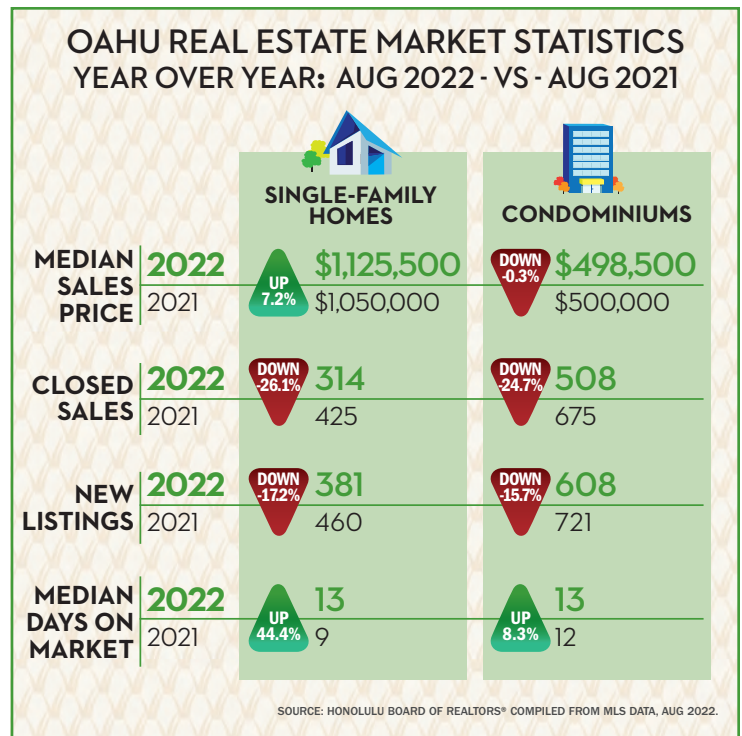 OAHU REAL ESTATE MARKET STATISTICS
YEAR OVER YEAR: AUG 2022 - VS - AUG 2021
SINGLE-FAMILY
HOMES
CONDOMINIUMS
MEDIAN
SALES
PRICE
2022
2021
UP
7.2%
$1,125,500
$1,050,000
DOWN
-0.3%
$498,500
$500,000
CLOSED
SALES
2022
2021
DOWN
-26.1%
314
425
DOWN
-24.7%
508
675
NEW
LISTINGS
2022
2021
DOWN
-17.2%
381
460
DOWN
-15.7%
608
721
MEDIAN
DAYS ON
MARKET
2022
2021
UP
44.4%
13
9
UP
8.3%
13
12
SOURCE: HONOLULU BOARD OF REALTORS® COMPILED FROM MLS DATA, AUG 2022.